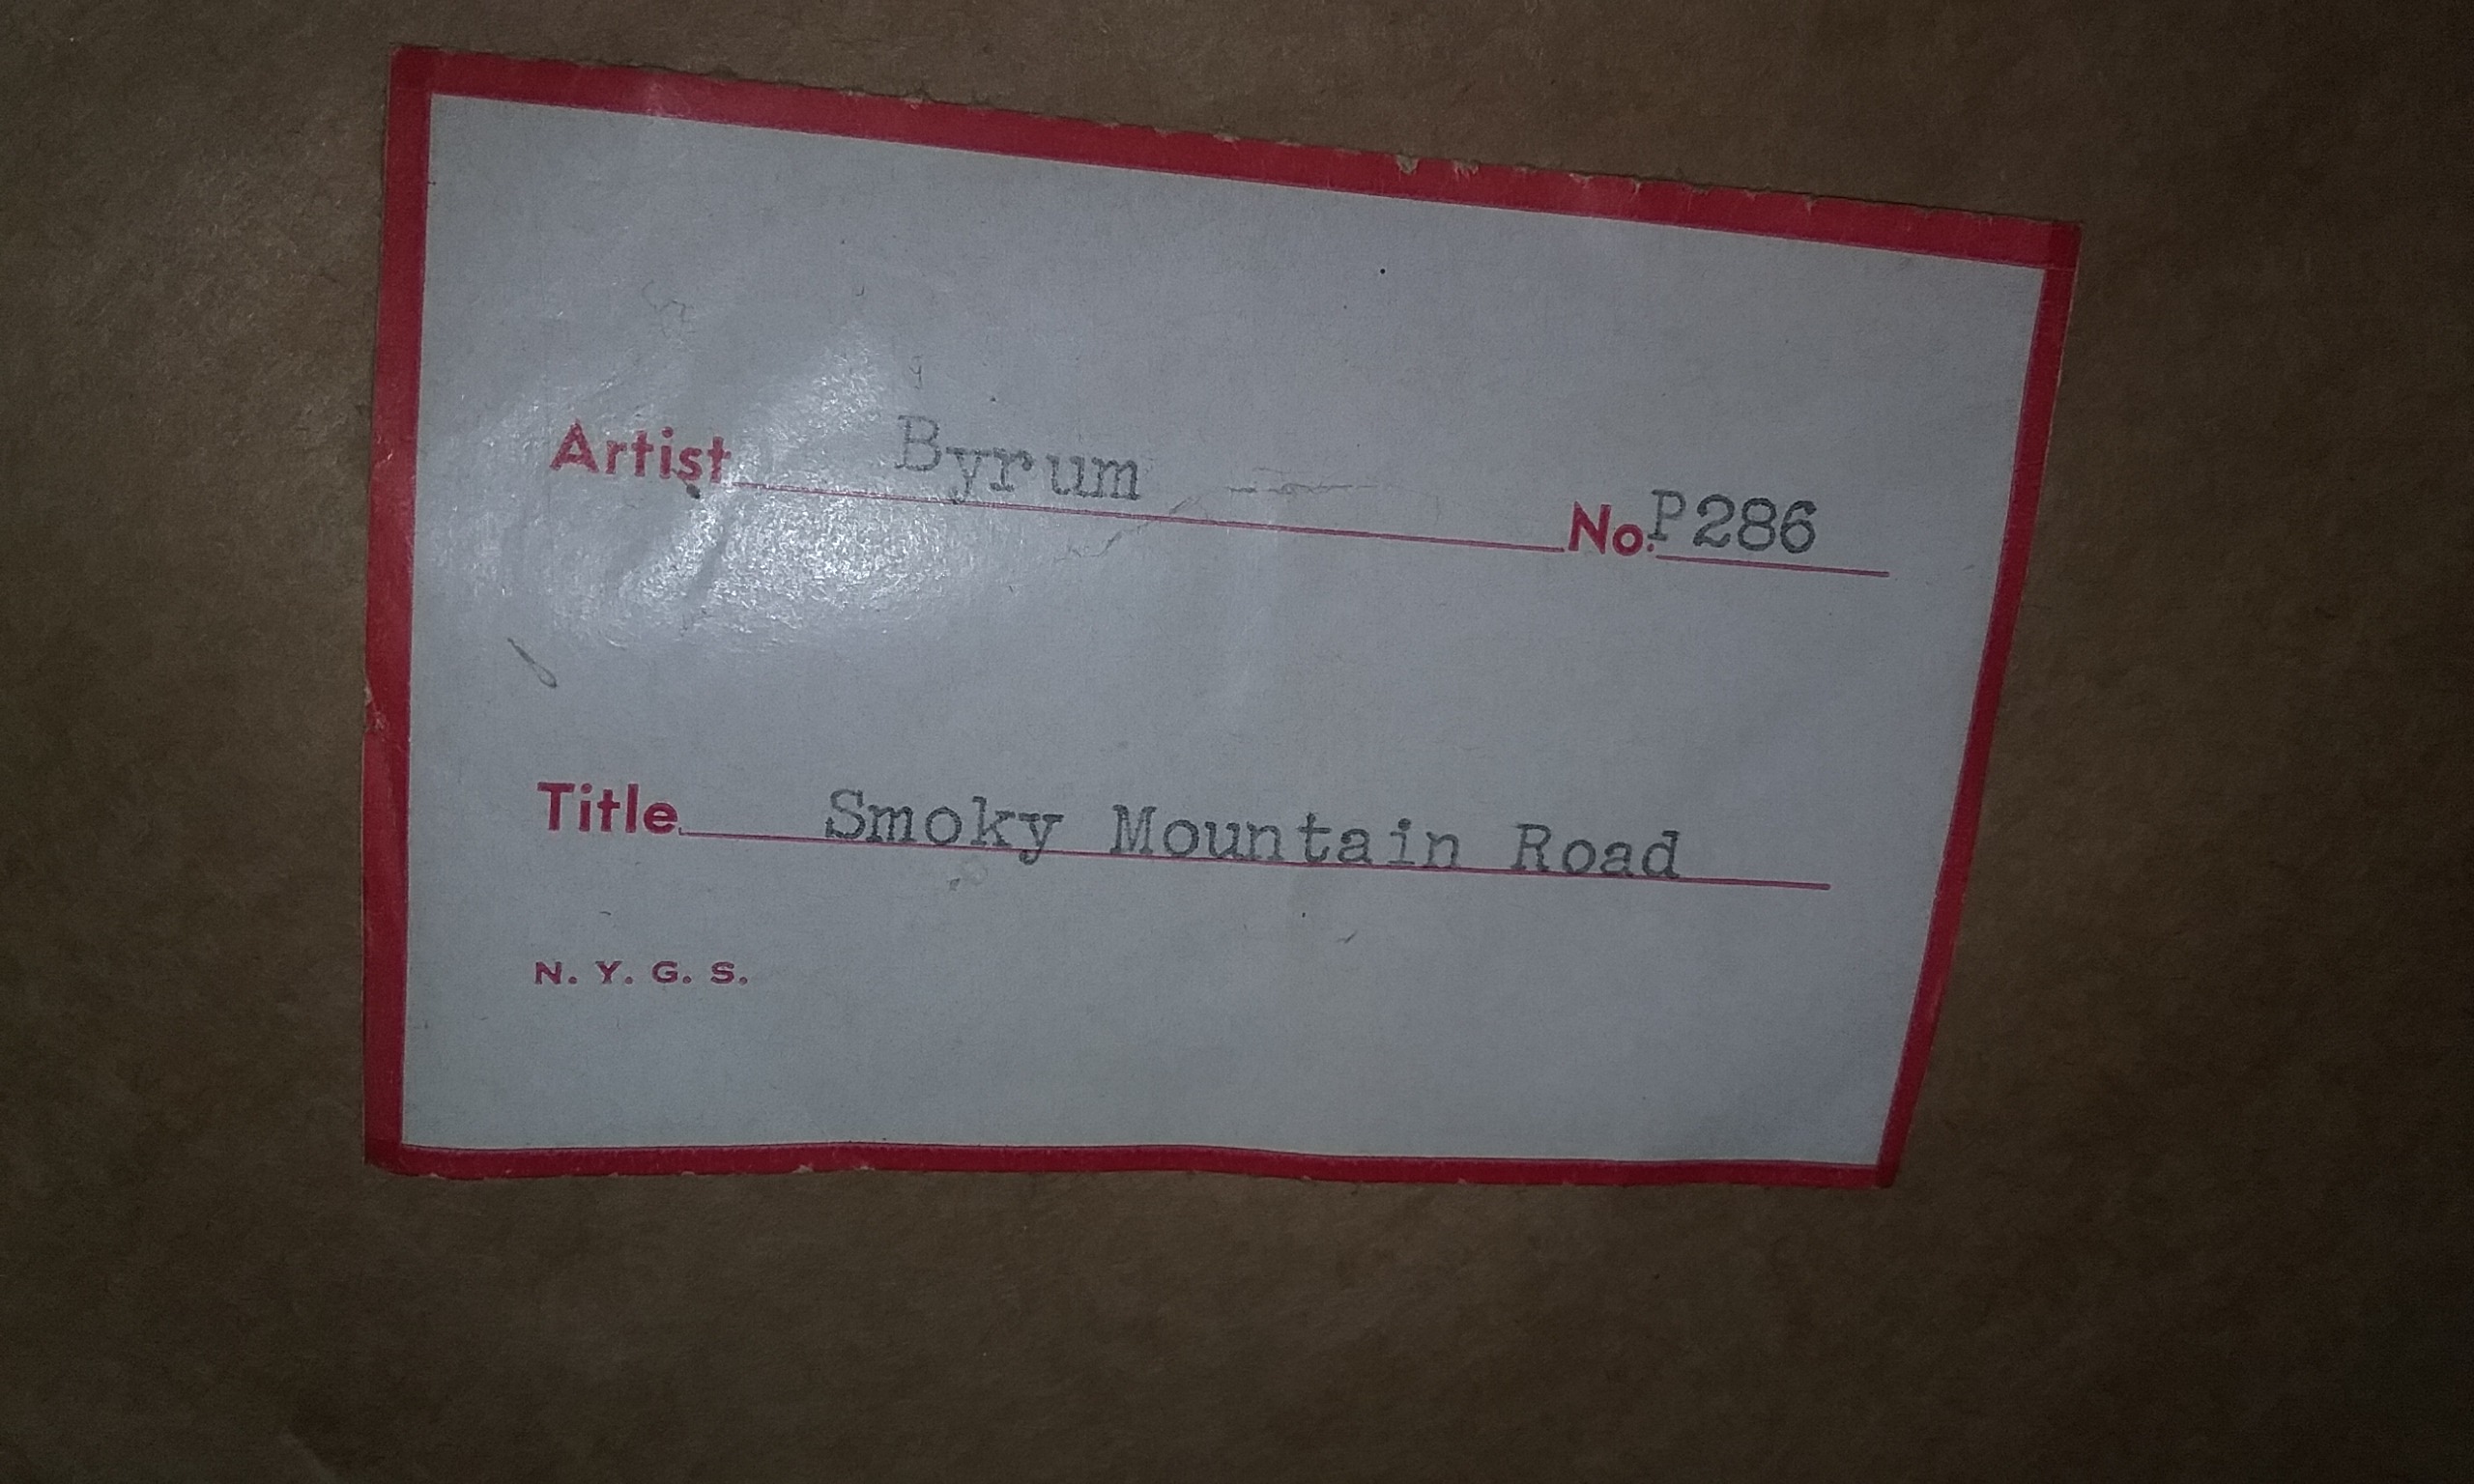 Artist Byrum No. P286
Title Smoky Mountain Road
N. Y. G. S.